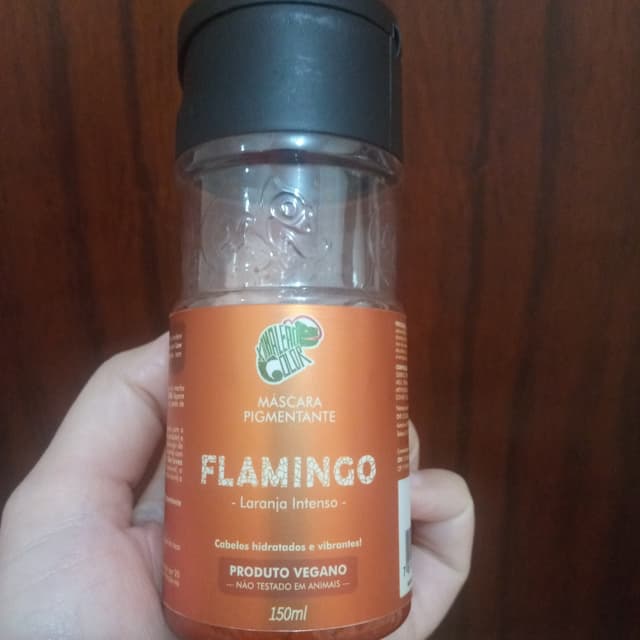 KAMALEÃO
COLOR
MÁSCARA
PIGMENTANTE
FLAMINGO
- Laranja Intenso -
Cabelos hidratados e vibrantes!
PRODUTO VEGANO
— NÃO TESTADO EM ANIMAIS —
150ml